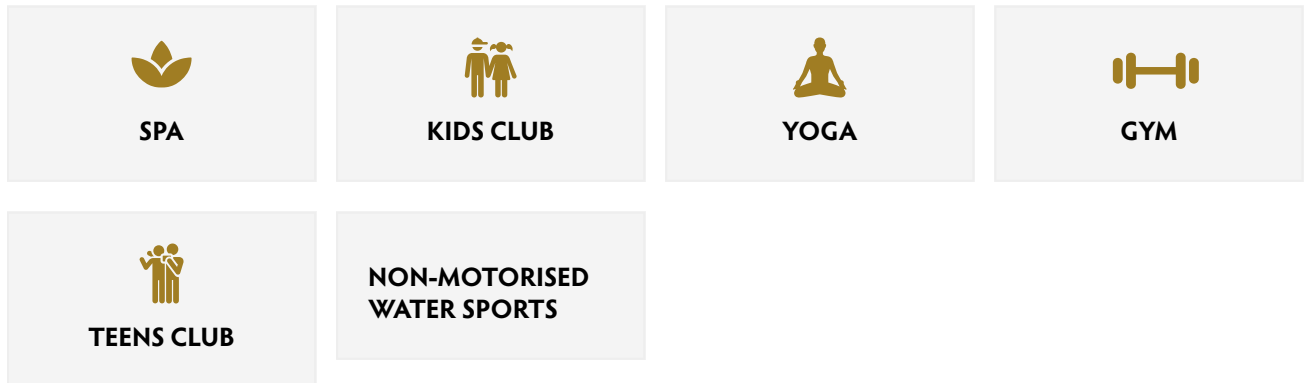 SPA
KIDS CLUB
YOGA
GYM
TEENS CLUB
NON-MOTORISED
WATER SPORTS